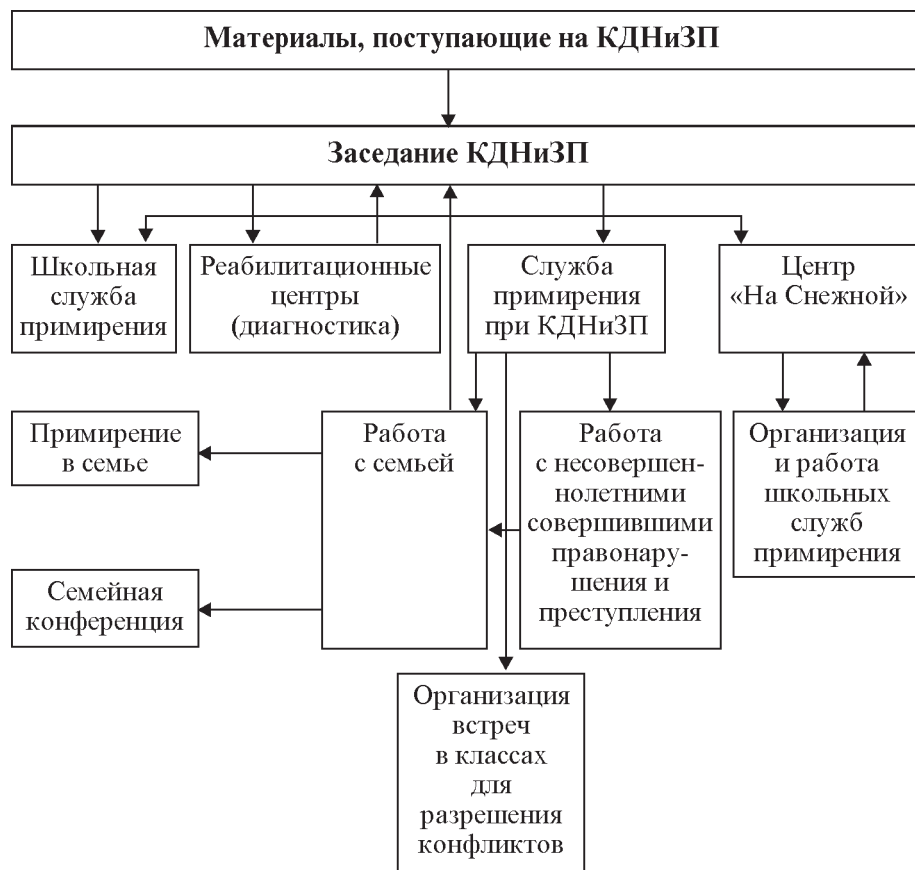 Материалы, поступающие на КДНиЗП
Заседание КДНиЗП
Школьная
служба
примирения
Реабилитационные
центры
(диагностика)
Служба
примирения
при КДНиЗП
Центр
«На Снежной»
Примирение
в семье
Работа
с семьей
Работа
с несовершен-
нолетними
совершившими
правонару-
шения и
преступления
Организация
и работа
школьных
служб
примирения
Семейная
конференция
Организация
встреч
в классах
для
разрешения
конфликтов